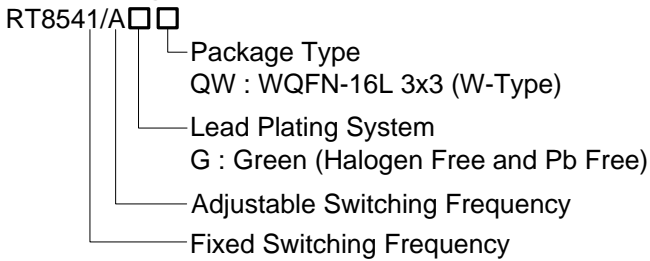 RT8541/A□□
Package Type
QW : WQFN-16L 3x3 (W-Type)
Lead Plating System
G : Green (Halogen Free and Pb Free)
Adjustable Switching Frequency
Fixed Switching Frequency